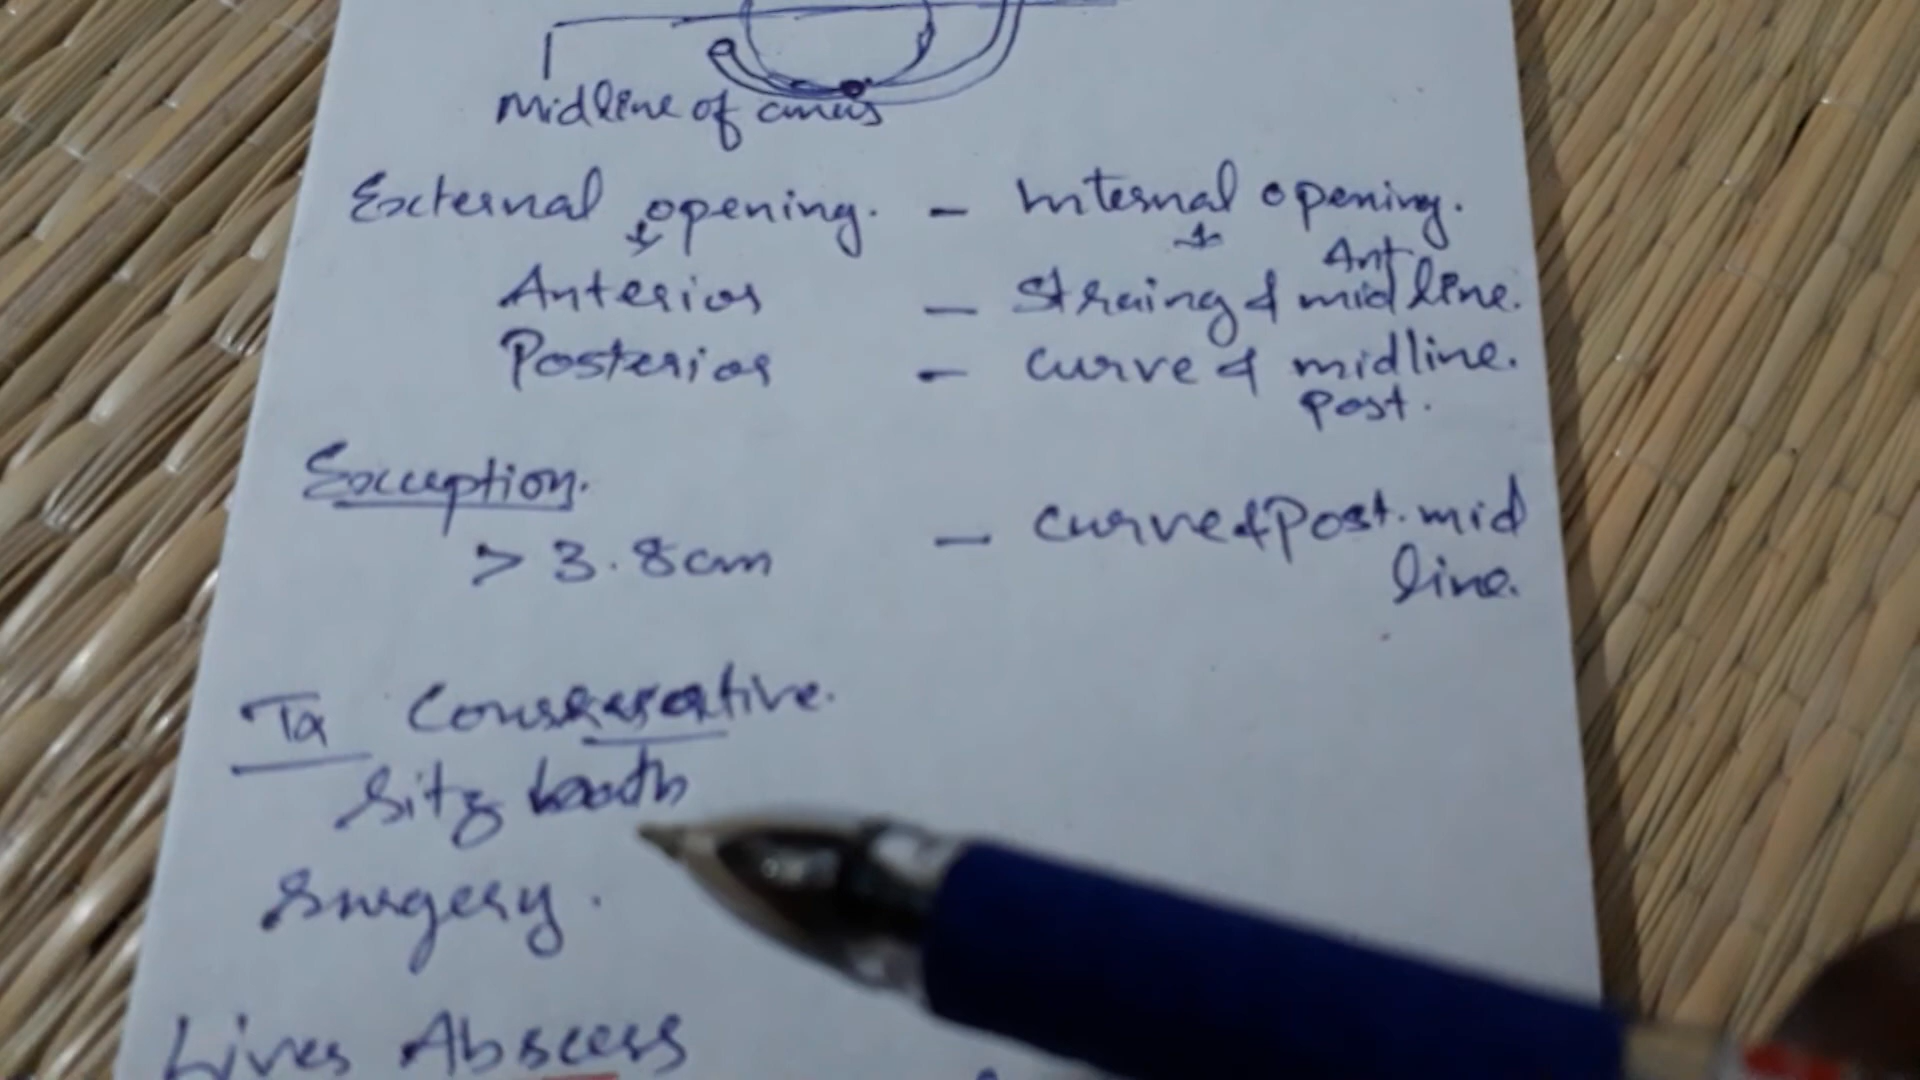 Midline of anus
External opening. - Internal opening.
Ant
Anterior - Straing & midline.
Posterior - curve & midline.
Post.
Exception.
> 3.8cm - curve & Post. mid
line.
Tx Conservative.
Sitz bath
Surgery.
Liver Abscess